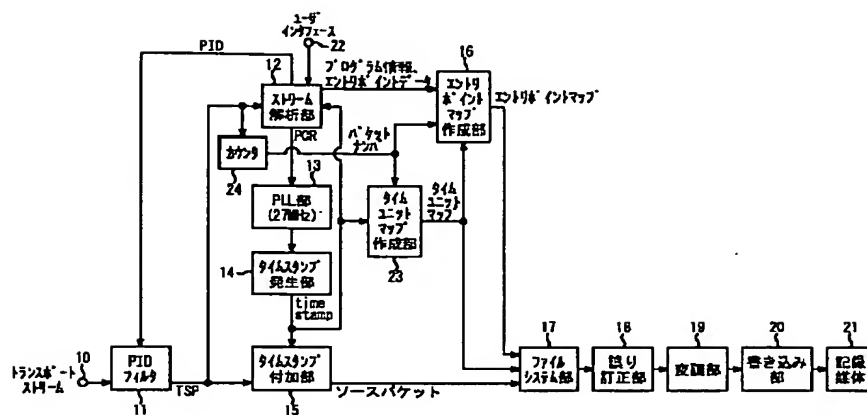 ユーザ
インタフェース
22
PID
12
ストリーム
解析部
プログラム情報、
エントリポイントデータ
16
エントリ
ポイント
マップ
作成部
エントリポイントマップ
PCR
パケット
ナンバ
カウンタ
24
13
PLL部
(27MHz)
タイム
ユニット
マップ
作成部
23
タイム
ユニット
マップ
14
タイムスタンプ
発生部
time
stamp
トランスポート
ストリーム
10
PID
フィルタ
11
TSP
タイムスタンプ
付加部
15
ソースパケット
17
ファイル
システム部
18
誤り
訂正部
19
変調部
20
書き込み
部
21
記録
媒体